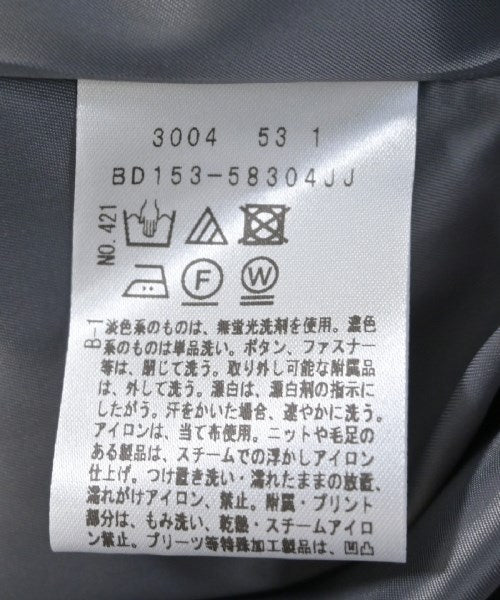 3004 53 1
BD153-58304JJ
NO.421
F W
B-1
淡色系のものは、無蛍光洗剤を使用。濃色
系のものは単品洗い。ボタン、ファスナー
等は、閉じて洗う。取り外し可能な附属品
は、外して洗う。漂白は、漂白剤の指示に
したがう。汗をかいた場合、速やかに洗う。
アイロンは、当て布使用。ニットや毛足の
ある製品は、スチームでの浮かしアイロン
仕上げ。つけ置き洗い・濡れたままの放置、
濡れがけアイロン、禁止。附属・プリント
部分は、もみ洗い、乾燥・スチームアイロ
ン禁止。プリーツ等特殊加工製品は、凹凸